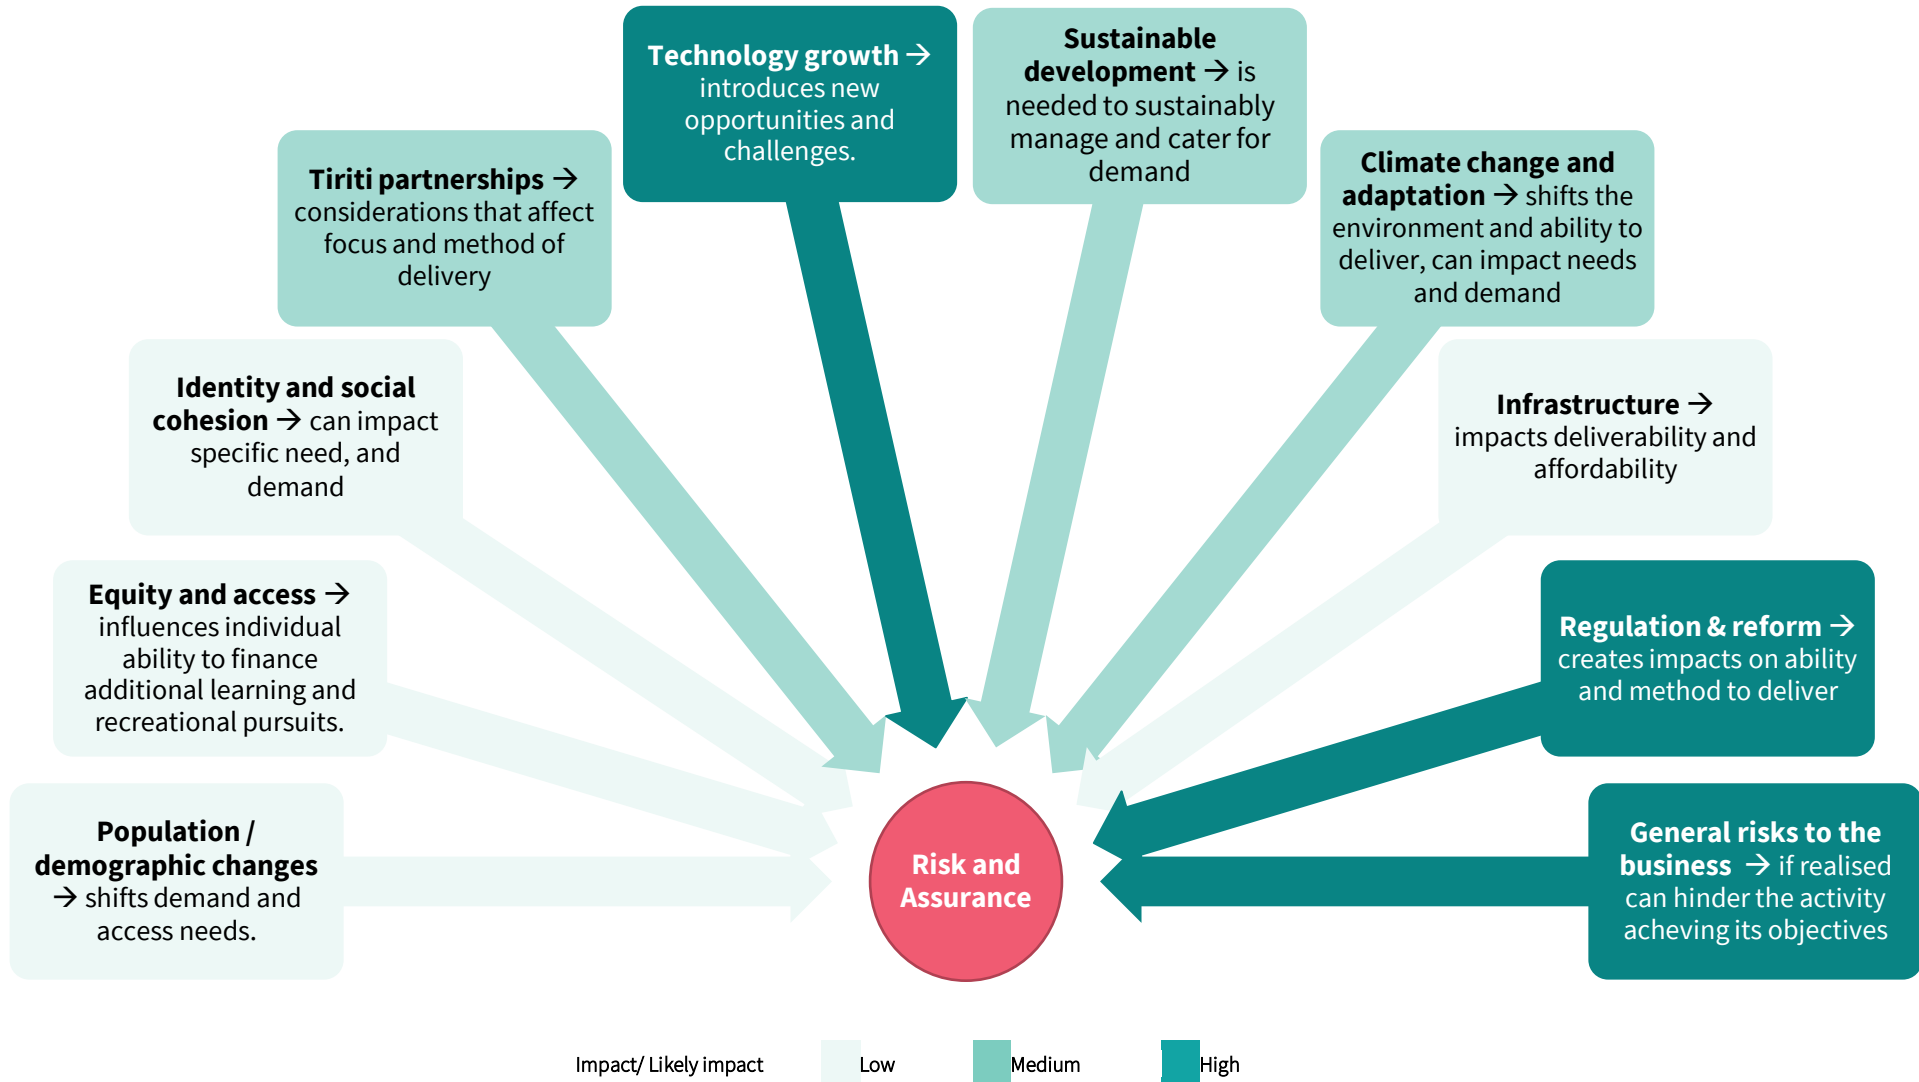 Technology growth →
introduces new
opportunities and
challenges.
Sustainable
development → is
needed to sustainably
manage and cater for
demand
Tiriti partnerships →
considerations that affect
focus and method of
delivery
Climate change and
adaptation → shifts the
environment and ability to
deliver, can impact needs
and demand
Identity and social
cohesion → can impact
specific need, and
demand
Infrastructure →
impacts deliverability and
affordability
Equity and access →
influences individual
ability to finance
additional learning and
recreational pursuits.
Regulation & reform →
creates impacts on ability
and method to deliver
Population /
demographic changes
→ shifts demand and
access needs.
Risk and
Assurance
General risks to the
business → if realised
can hinder the activity
acheving its objectives
Impact/ Likely impact
Low
Medium
High